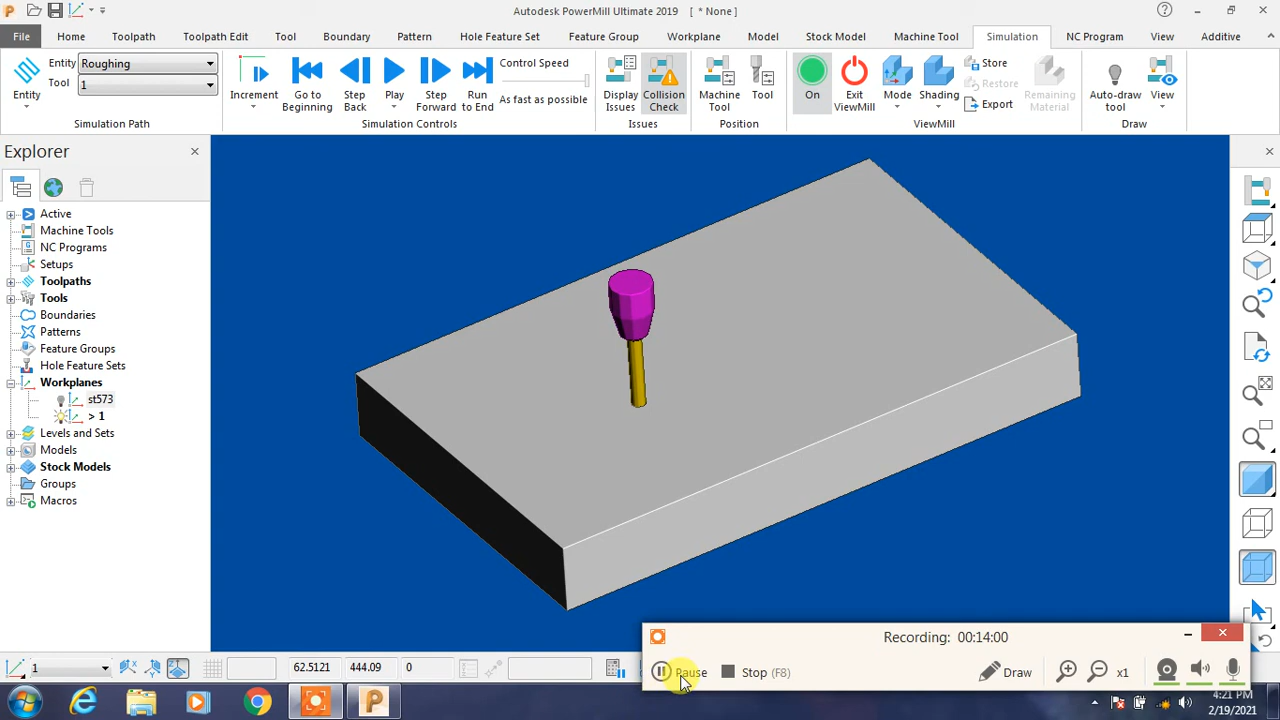 Autodesk PowerMill Ultimate 2019 [ * None ]
File Home Toolpath Toolpath Edit Tool Boundary Pattern Hole Feature Set Feature Group Workplane Model Stock Model Machine Tool Simulation NC Program View Additive
Entity
Entity Roughing
Tool 1
Simulation Path
Increment
Beginning
Step Back
Play
Step Forward
Run to End
Control Speed
As fast as possible
Simulation Controls
Display Issues
Collision Check
Issues
Machine Tool
Tool
Position
On
Exit ViewMill
Mode
Shading
Store
Restore
Export
Remaining Material
ViewMill
Auto-draw tool
View
Draw
Explorer
Active
Machine Tools
NC Programs
Setups
Toolpaths
Tools
Boundaries
Patterns
Feature Groups
Hole Feature Sets
Workplanes
st573
> 1
Levels and Sets
Models
Stock Models
Groups
Macros
Recording: 00:14:00
Pause Stop (F8) Draw x1
1 62.5121 444.09 0
4:21 PM
2/19/2021